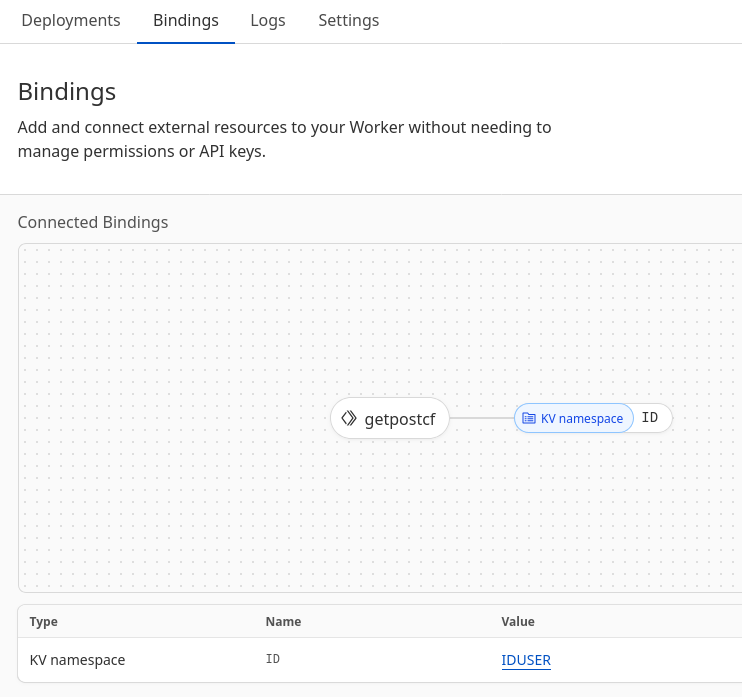 Deployments Bindings Logs Settings
Bindings
Add and connect external resources to your Worker without needing to
manage permissions or API keys.
Connected Bindings
getpostcf KV namespace ID
Type Name Value
KV namespace ID IDUSER